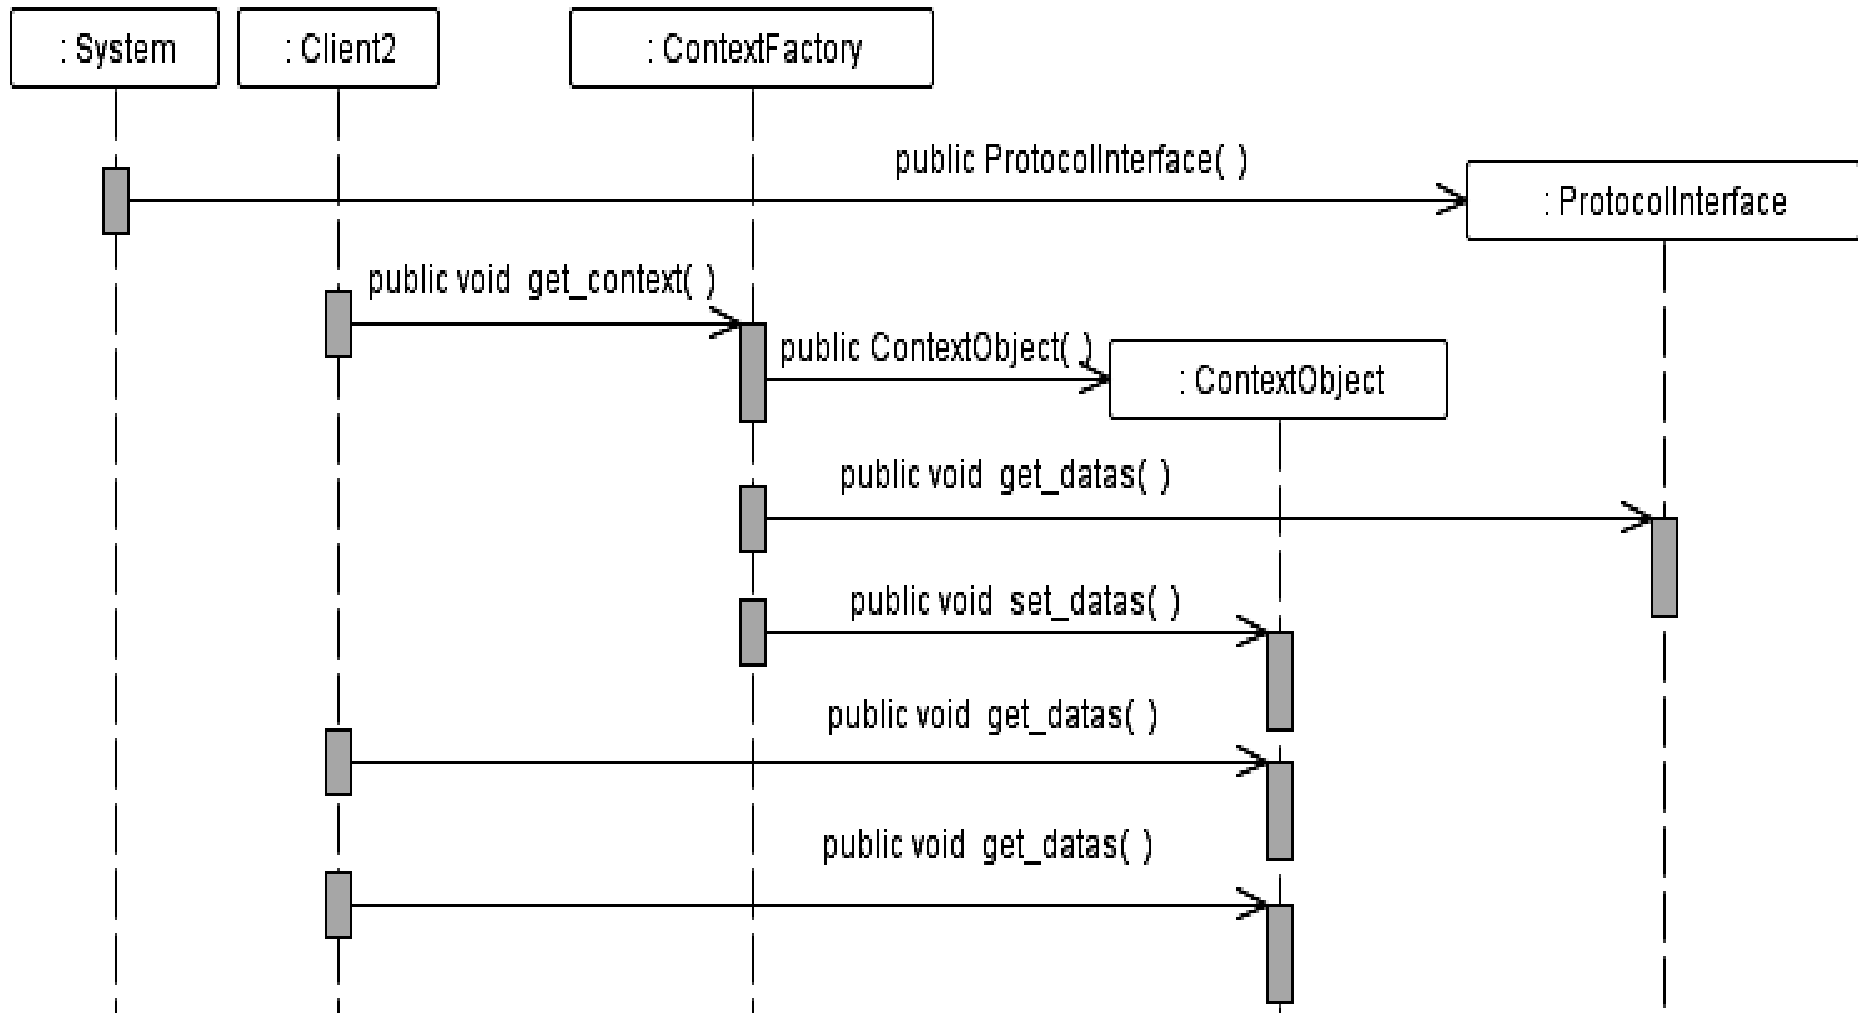 : System
: Client2
: ContextFactory
public ProtocolInterface( )
: ProtocolInterface
public void get_context( )
public ContextObject( )
: ContextObject
public void get_datas( )
public void set_datas( )
public void get_datas( )
public void get_datas( )